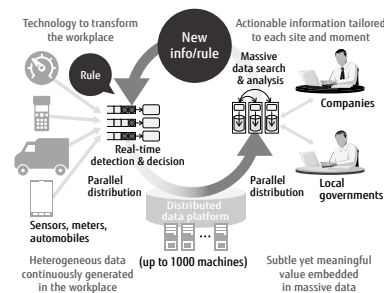 Technology to transform
the workplace
New
info/rule
Actionable information tailored
to each site and moment
Rule
Massive
data search
& analysis
Companies
Real-time
detection & decision
Parallel
distribution
Parallel
distribution
Local
governments
Distributed
data platform
Sensors, meters,
automobiles
...
(up to 1000 machines)
Heterogeneous data
continuously generated
in the workplace
Subtle yet meaningful
value embedded
in massive data